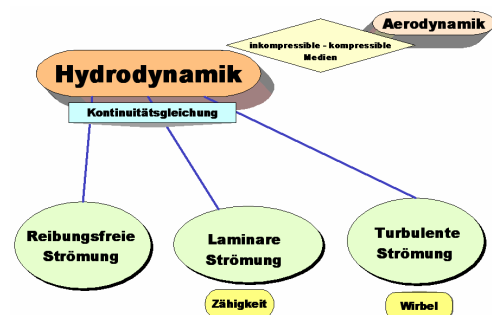 Aerodynamik
inkompressible - kompressible
Medien
Hydrodynamik
Kontinuitätsgleichung
Reibungsfreie
Strömung
Laminare
Strömung
Turbulente
Strömung
Zähigkeit
Wirbel